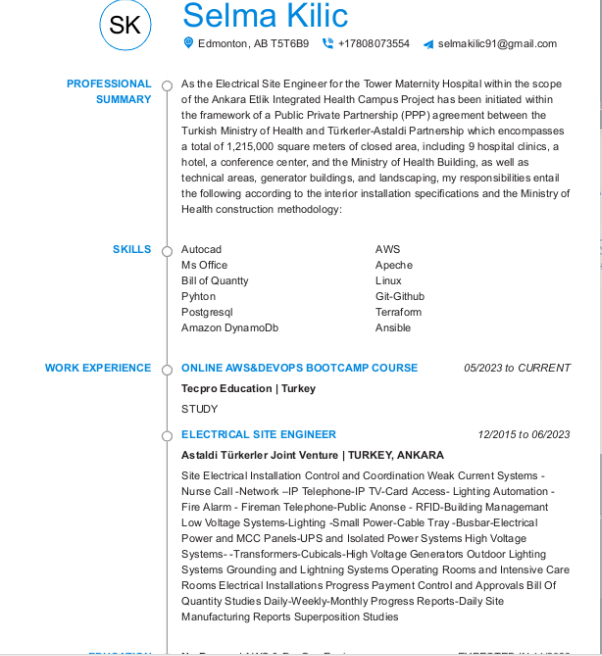 SK
Selma Kilic
Edmonton, AB T5T6B9 +17808073554 selmakilic91@gmail.com
PROFESSIONAL SUMMARY
As the Electrical Site Engineer for the Tower Maternity Hospital within the scope
of the Ankara Etlik Integrated Health Campus Project has been initiated within
the framework of a Public Private Partnership (PPP) agreement between the
Turkish Ministry of Health and Türkerler-Astaldi Partnership which encompasses
a total of 1,215,000 square meters of closed area, including 9 hospital clinics, a
hotel, a conference center, and the Ministry of Health Building, as well as
technical areas, generator buildings, and landscaping, my responsibilities entail
the following according to the interior installation specifications and the Ministry of
Health construction methodology:
SKILLS
Autocad AWS
Ms Office Apeche
Bill of Quantty Linux
Pyhton Git-Github
Postgresql Terraform
Amazon DynamoDb Ansible
WORK EXPERIENCE
ONLINE AWS&DEVOPS BOOTCAMP COURSE 05/2023 to CURRENT
Tecpro Education | Turkey
STUDY
ELECTRICAL SITE ENGINEER 12/2015 to 06/2023
Astaldi Türkerler Joint Venture | TURKEY, ANKARA
Site Electrical Installation Control and Coordination Weak Current Systems -
Nurse Call -Network –IP Telephone-IP TV-Card Access- Lighting Automation -
Fire Alarm - Fireman Telephone-Public Anonse - RFID-Building Managemant
Low Voltage Systems-Lighting -Small Power-Cable Tray -Busbar-Electrical
Power and MCC Panels-UPS and Isolated Power Systems High Voltage
Systems- -Transformers-Cubicals-High Voltage Generators Outdoor Lighting
Systems Grounding and Lightning Systems Operating Rooms and Intensive Care
Rooms Electrical Installations Progress Payment Control and Approvals Bill Of
Quantity Studies Daily-Weekly-Monthly Progress Reports-Daily Site
Manufacturing Reports Superposition Studies